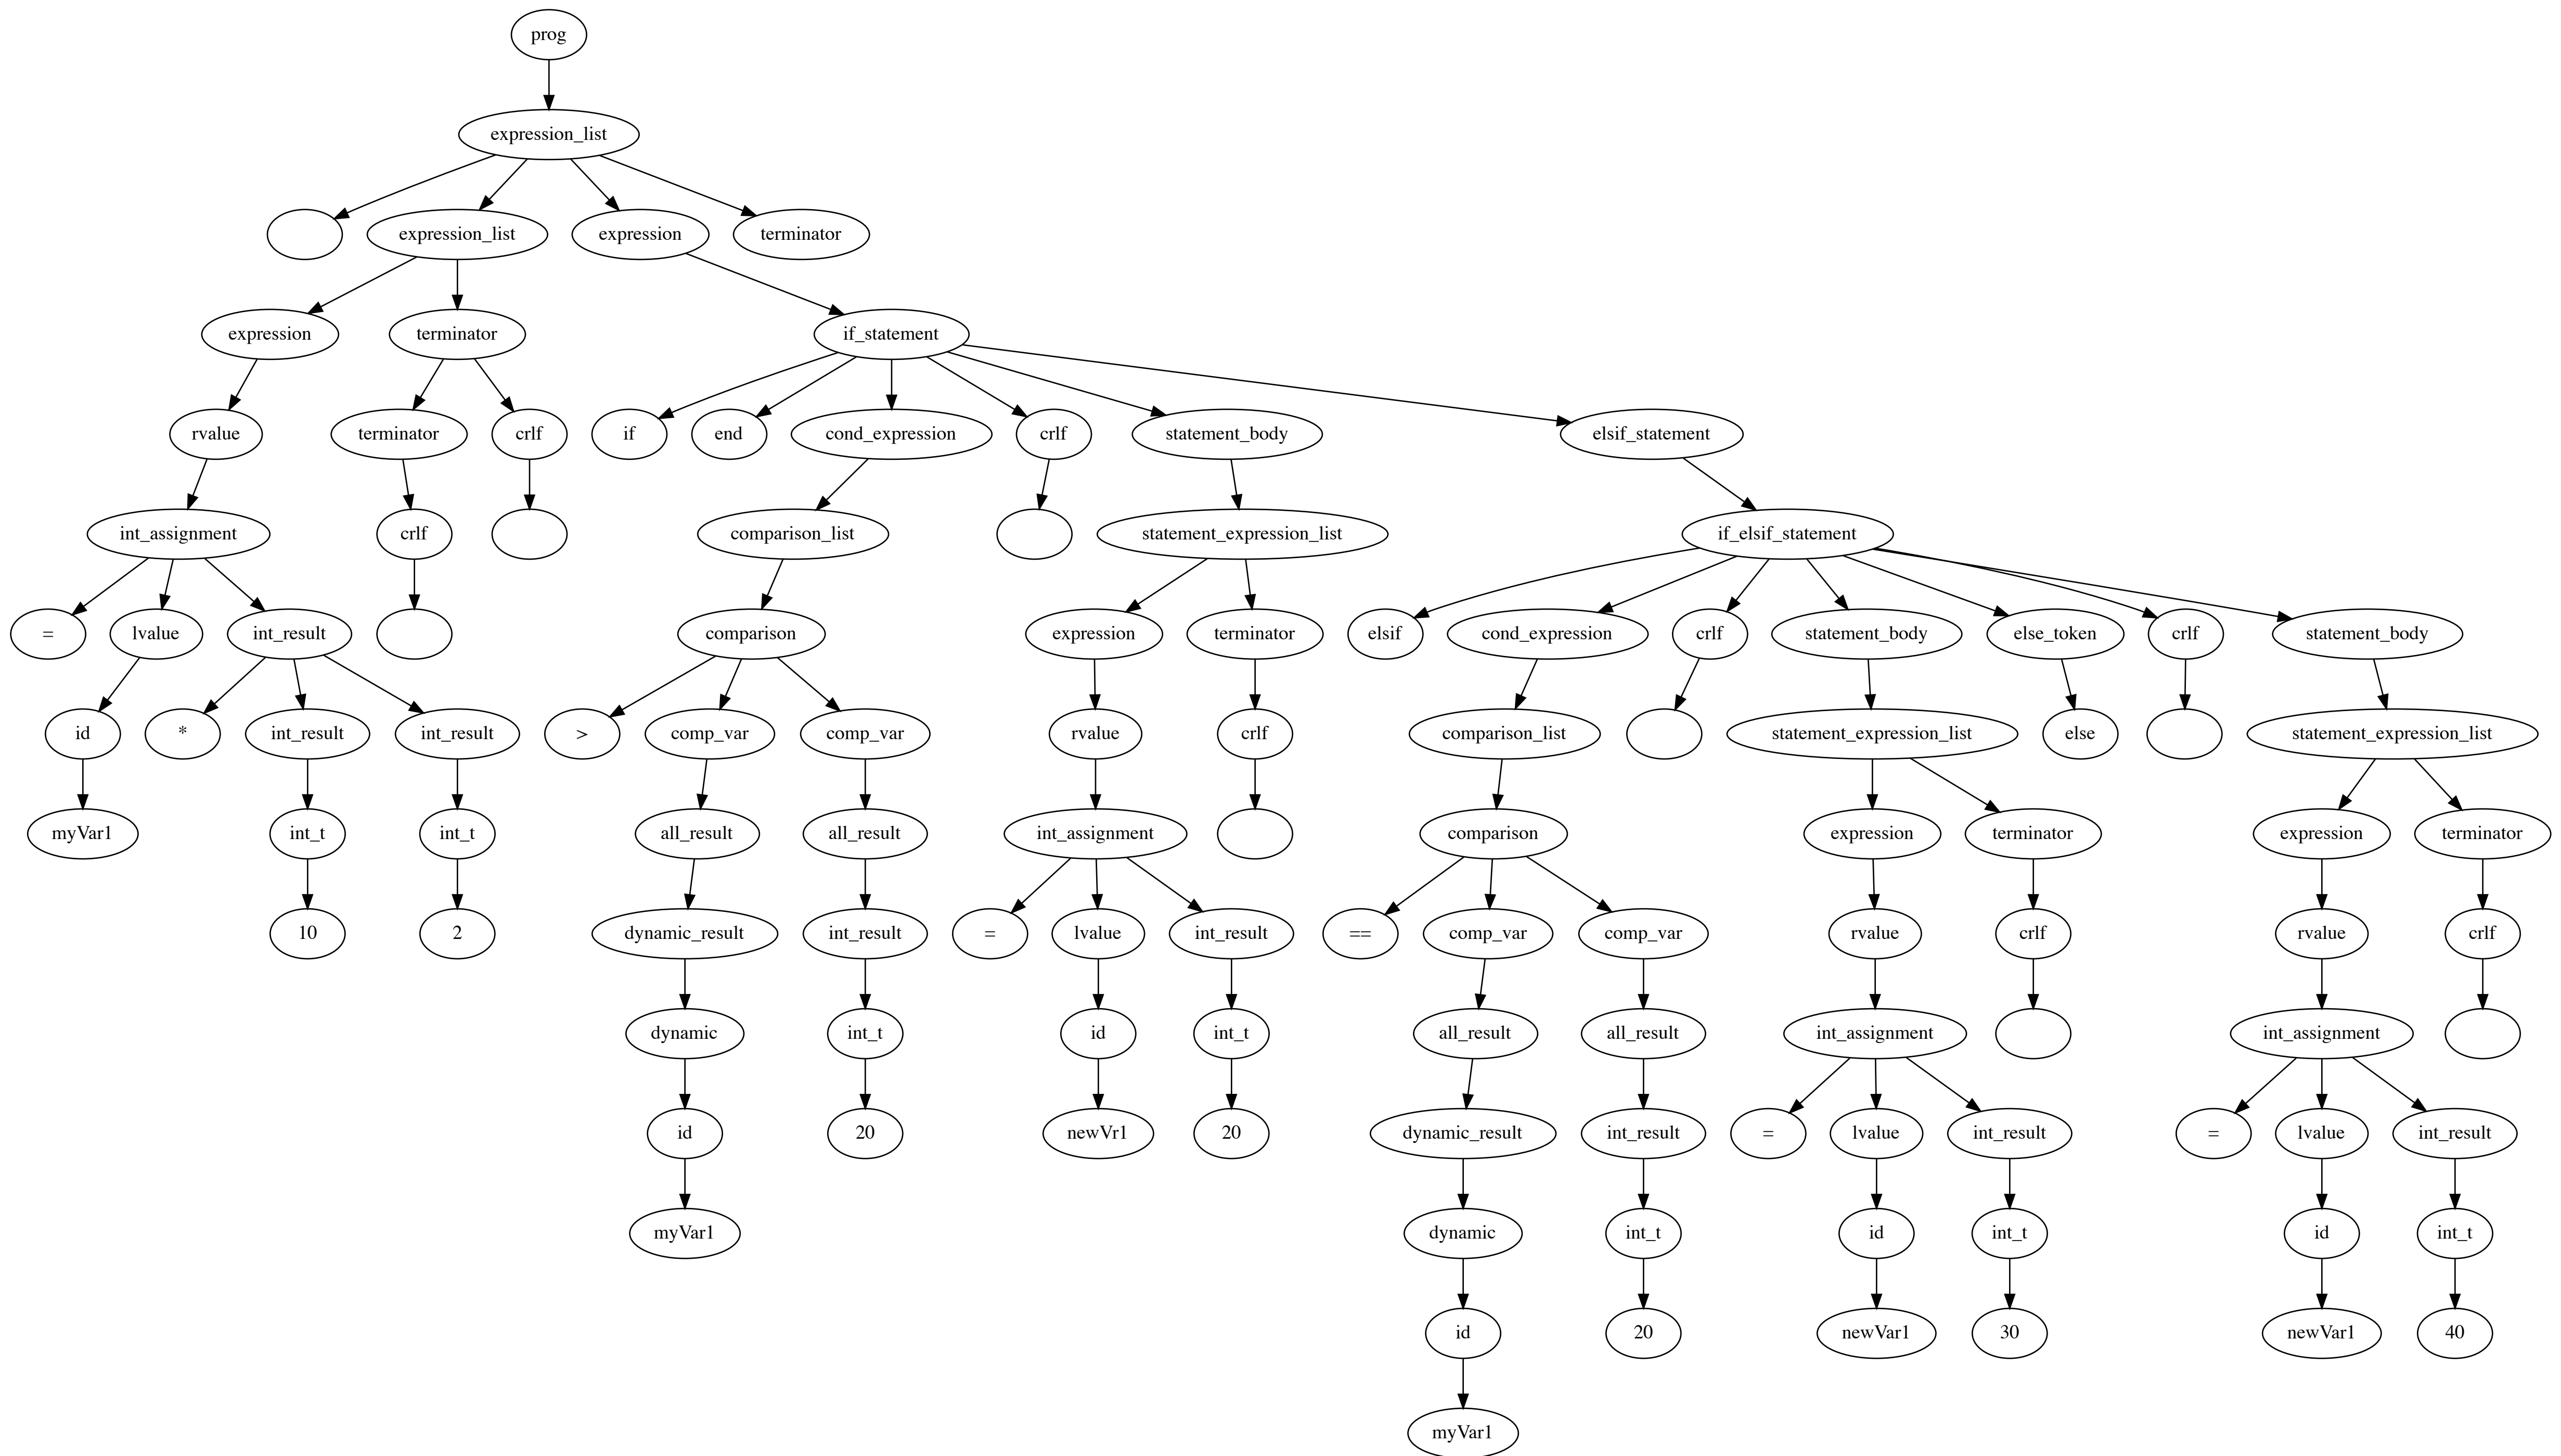 prog
expression_list
expression_list
expression
terminator
expression
terminator
if_statement
rvalue
terminator
crlf
if
end
cond_expression
crlf
statement_body
elsif_statement
int_assignment
crlf
comparison_list
statement_expression_list
if_elsif_statement
=
lvalue
int_result
comparison
expression
terminator
elsif
cond_expression
crlf
statement_body
else_token
crlf
statement_body
id
*
int_result
int_result
>
comp_var
comp_var
rvalue
crlf
comparison_list
statement_expression_list
else
statement_expression_list
myVar1
int_t
int_t
all_result
all_result
int_assignment
comparison
expression
terminator
expression
terminator
10
2
dynamic_result
int_result
=
lvalue
int_result
==
comp_var
comp_var
rvalue
crlf
rvalue
crlf
dynamic
int_t
id
int_t
all_result
all_result
int_assignment
int_assignment
id
20
newVr1
20
dynamic_result
int_result
=
lvalue
int_result
=
lvalue
int_result
myVar1
dynamic
int_t
id
int_t
id
int_t
id
20
newVar1
30
newVar1
40
myVar1